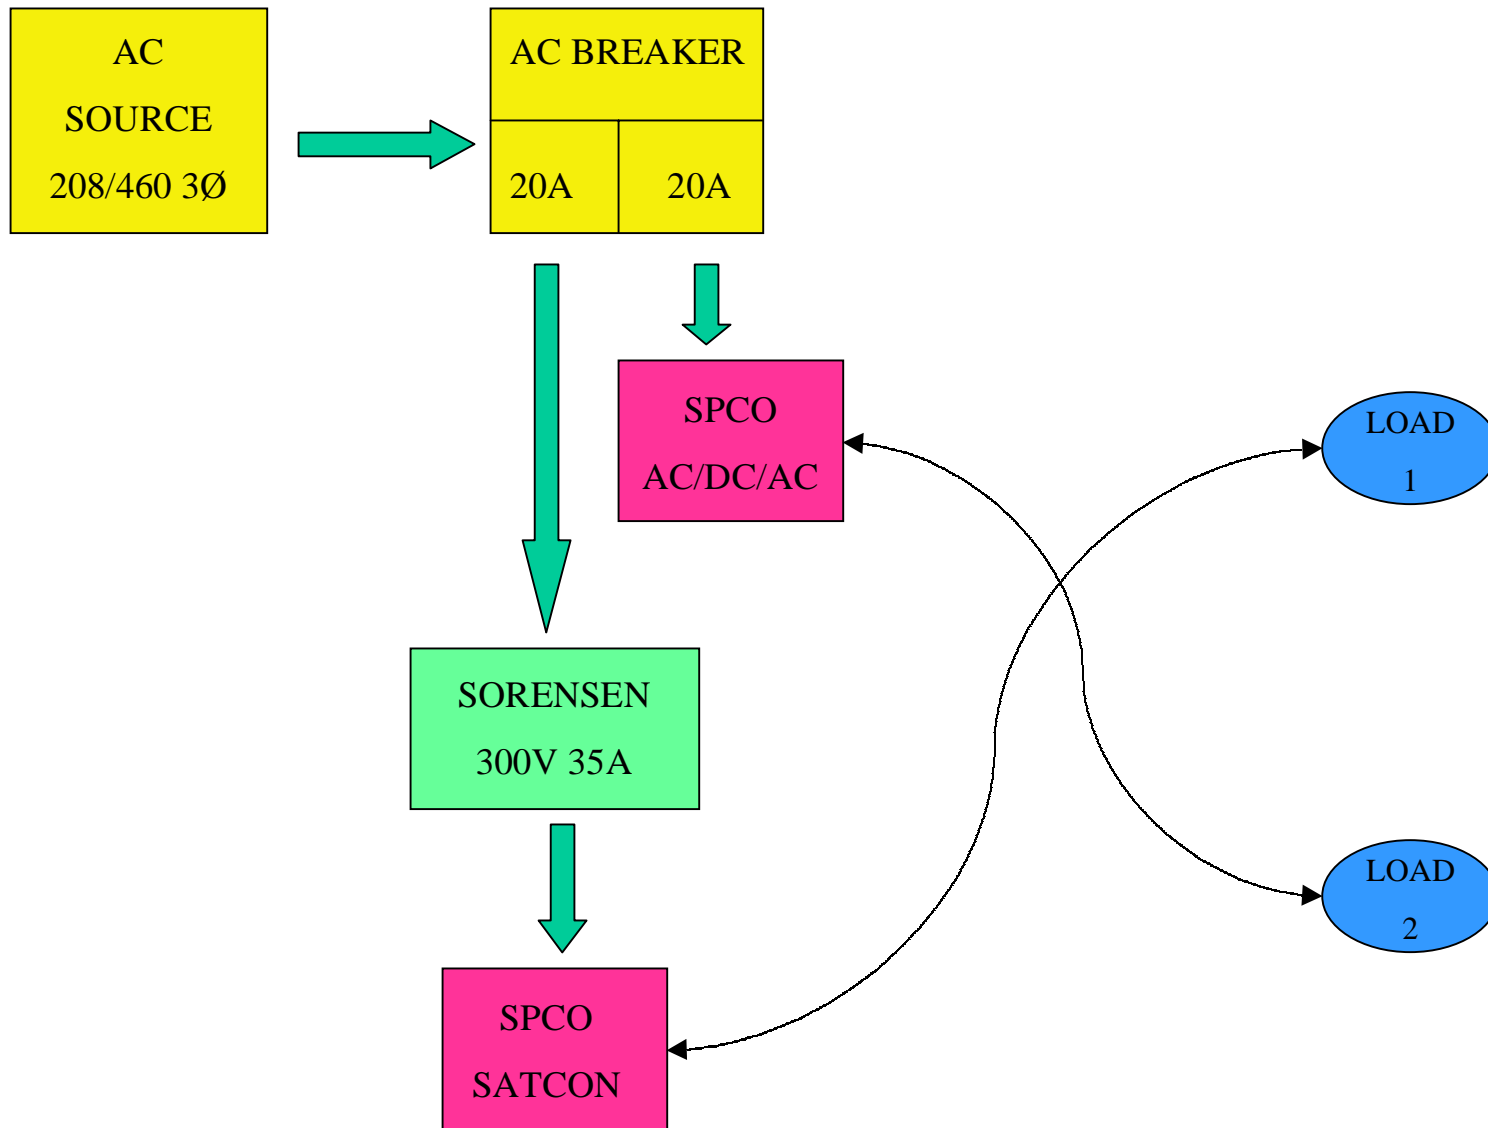 AC
SOURCE
208/460 3Ø
AC BREAKER
20A
20A
SPCO
AC/DC/AC
LOAD
1
SORENSEN
300V 35A
LOAD
2
SPCO
SATCON